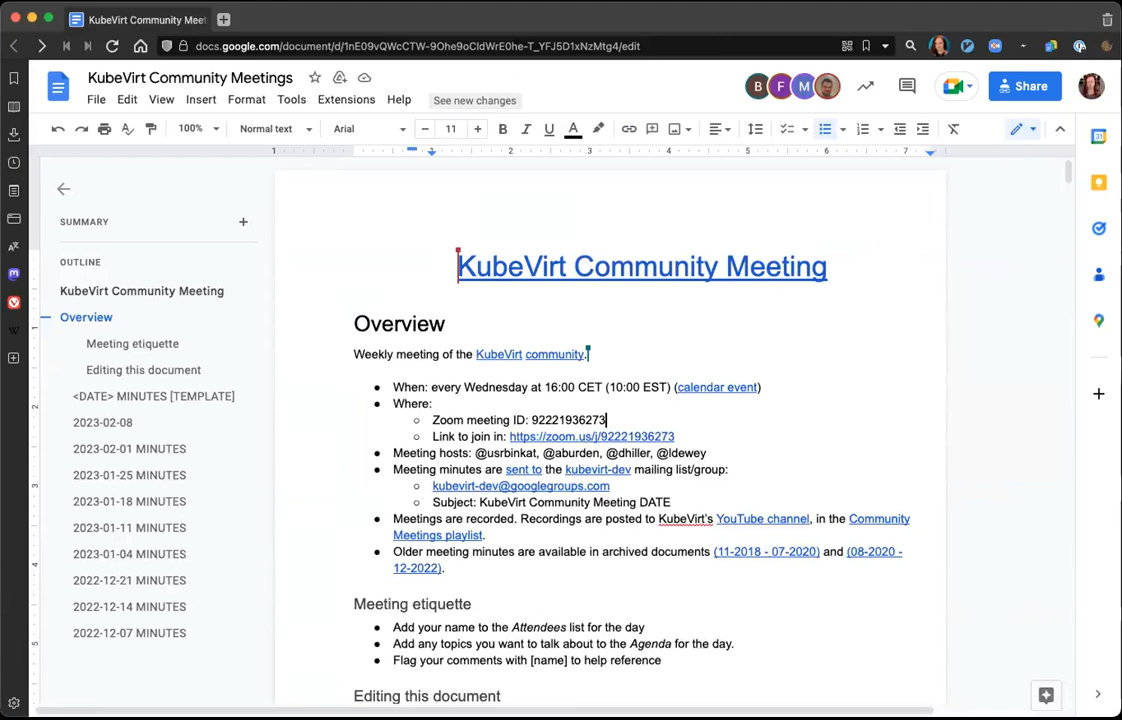 KubeVirt Community Meet
docs.google.com/document/d/1nE09vQWcCTW-9Ohe9oCldWrE0he-T_YFJ5D1xNzMtg4/edit
KubeVirt Community Meetings
B F M
Share
File Edit View Insert Format Tools Extensions Help See new changes
100% Normal text Arial 11
1 1 2 3 4 5 6 7
SUMMARY
OUTLINE
KubeVirt Community Meeting
Overview
Meeting etiquette
Editing this document
<DATE> MINUTES [TEMPLATE]
2023-02-08
2023-02-01 MINUTES
2023-01-25 MINUTES
2023-01-18 MINUTES
2023-01-11 MINUTES
2023-01-04 MINUTES
2022-12-21 MINUTES
2022-12-14 MINUTES
2022-12-07 MINUTES
KubeVirt Community Meeting
Overview
Weekly meeting of the KubeVirt community.
● When: every Wednesday at 16:00 CET (10:00 EST) (calendar event)
● Where:
○ Zoom meeting ID: 92221936273
○ Link to join in: https://zoom.us/j/92221936273
● Meeting hosts: @usrbinkat, @aburden, @dhiller, @ldewey
● Meeting minutes are sent to the kubevirt-dev mailing list/group:
○ kubevirt-dev@googlegroups.com
○ Subject: KubeVirt Community Meeting DATE
● Meetings are recorded. Recordings are posted to KubeVirt's YouTube channel, in the Community
Meetings playlist.
● Older meeting minutes are available in archived documents (11-2018 - 07-2020) and (08-2020 -
12-2022).
Meeting etiquette
● Add your name to the Attendees list for the day
● Add any topics you want to talk about to the Agenda for the day.
● Flag your comments with [name] to help reference
Editing this document